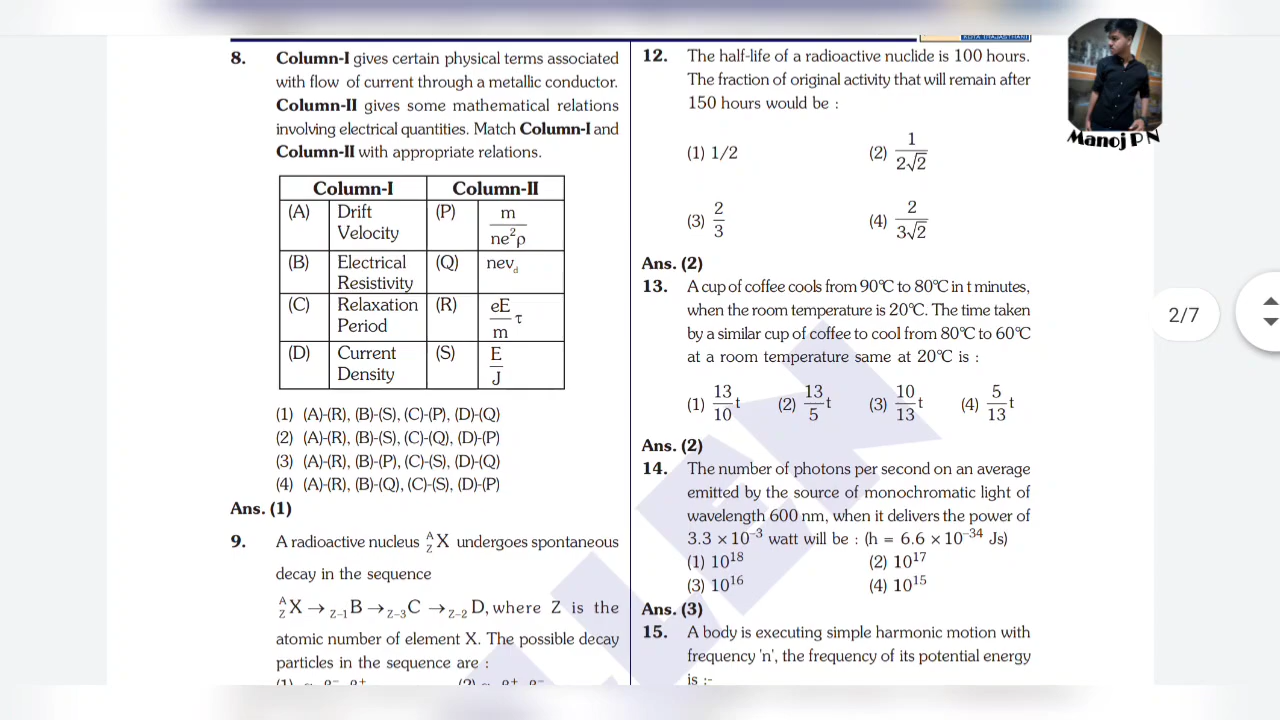 8. Column-I gives certain physical terms associated
with flow of current through a metallic conductor.
Column-II gives some mathematical relations
involving electrical quantities. Match Column-I and
Column-II with appropriate relations.
Column-I Column-II
(A) Drift Velocity (P) m/ne²ρ
(B) Electrical Resistivity (Q) nev_d
(C) Relaxation Period (R) eE/m τ
(D) Current Density (S) E/J
(1) (A)-(R), (B)-(S), (C)-(P), (D)-(Q)
(2) (A)-(R), (B)-(S), (C)-(Q), (D)-(P)
(3) (A)-(R), (B)-(P), (C)-(S), (D)-(Q)
(4) (A)-(R), (B)-(Q), (C)-(S), (D)-(P)
Ans. (1)
9. A radioactive nucleus ᴬ_Z X undergoes spontaneous
decay in the sequence
ᴬ_Z X → _Z–1 B → _Z–3 C → _Z–2 D, where Z is the
atomic number of element X. The possible decay
particles in the sequence are :
12. The half-life of a radioactive nuclide is 100 hours.
The fraction of original activity that will remain after
150 hours would be :
(1) 1/2 (2) 1/2√2
(3) 2/3 (4) 2/3√2
Ans. (2)
13. A cup of coffee cools from 90°C to 80°C in t minutes,
when the room temperature is 20°C. The time taken
by a similar cup of coffee to cool from 80°C to 60°C
at a room temperature same at 20°C is :
(1) 13/10 t (2) 13/5 t (3) 10/13 t (4) 5/13 t
Ans. (2)
14. The number of photons per second on an average
emitted by the source of monochromatic light of
wavelength 600 nm, when it delivers the power of
3.3 × 10⁻³ watt will be : (h = 6.6 × 10⁻³⁴ Js)
(1) 10¹⁸ (2) 10¹⁷
(3) 10¹⁶ (4) 10¹⁵
Ans. (3)
15. A body is executing simple harmonic motion with
frequency 'n', the frequency of its potential energy
is :-
Manoj P N
2/7